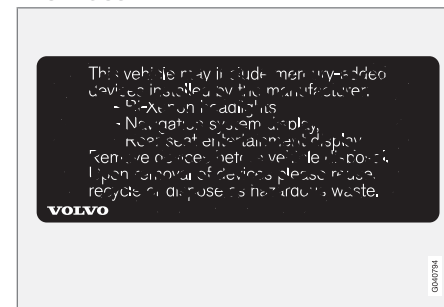 This vehicle may include mercury-added
devices installed by the manufacturer:
- Bi-Xenon headlights
- Navigation system display
- Rear seat entertainment display
Remove devices before vehicle disposal.
Upon removal of devices please reuse,
recycle or dispose as hazardous waste.
VOLVO
G040794